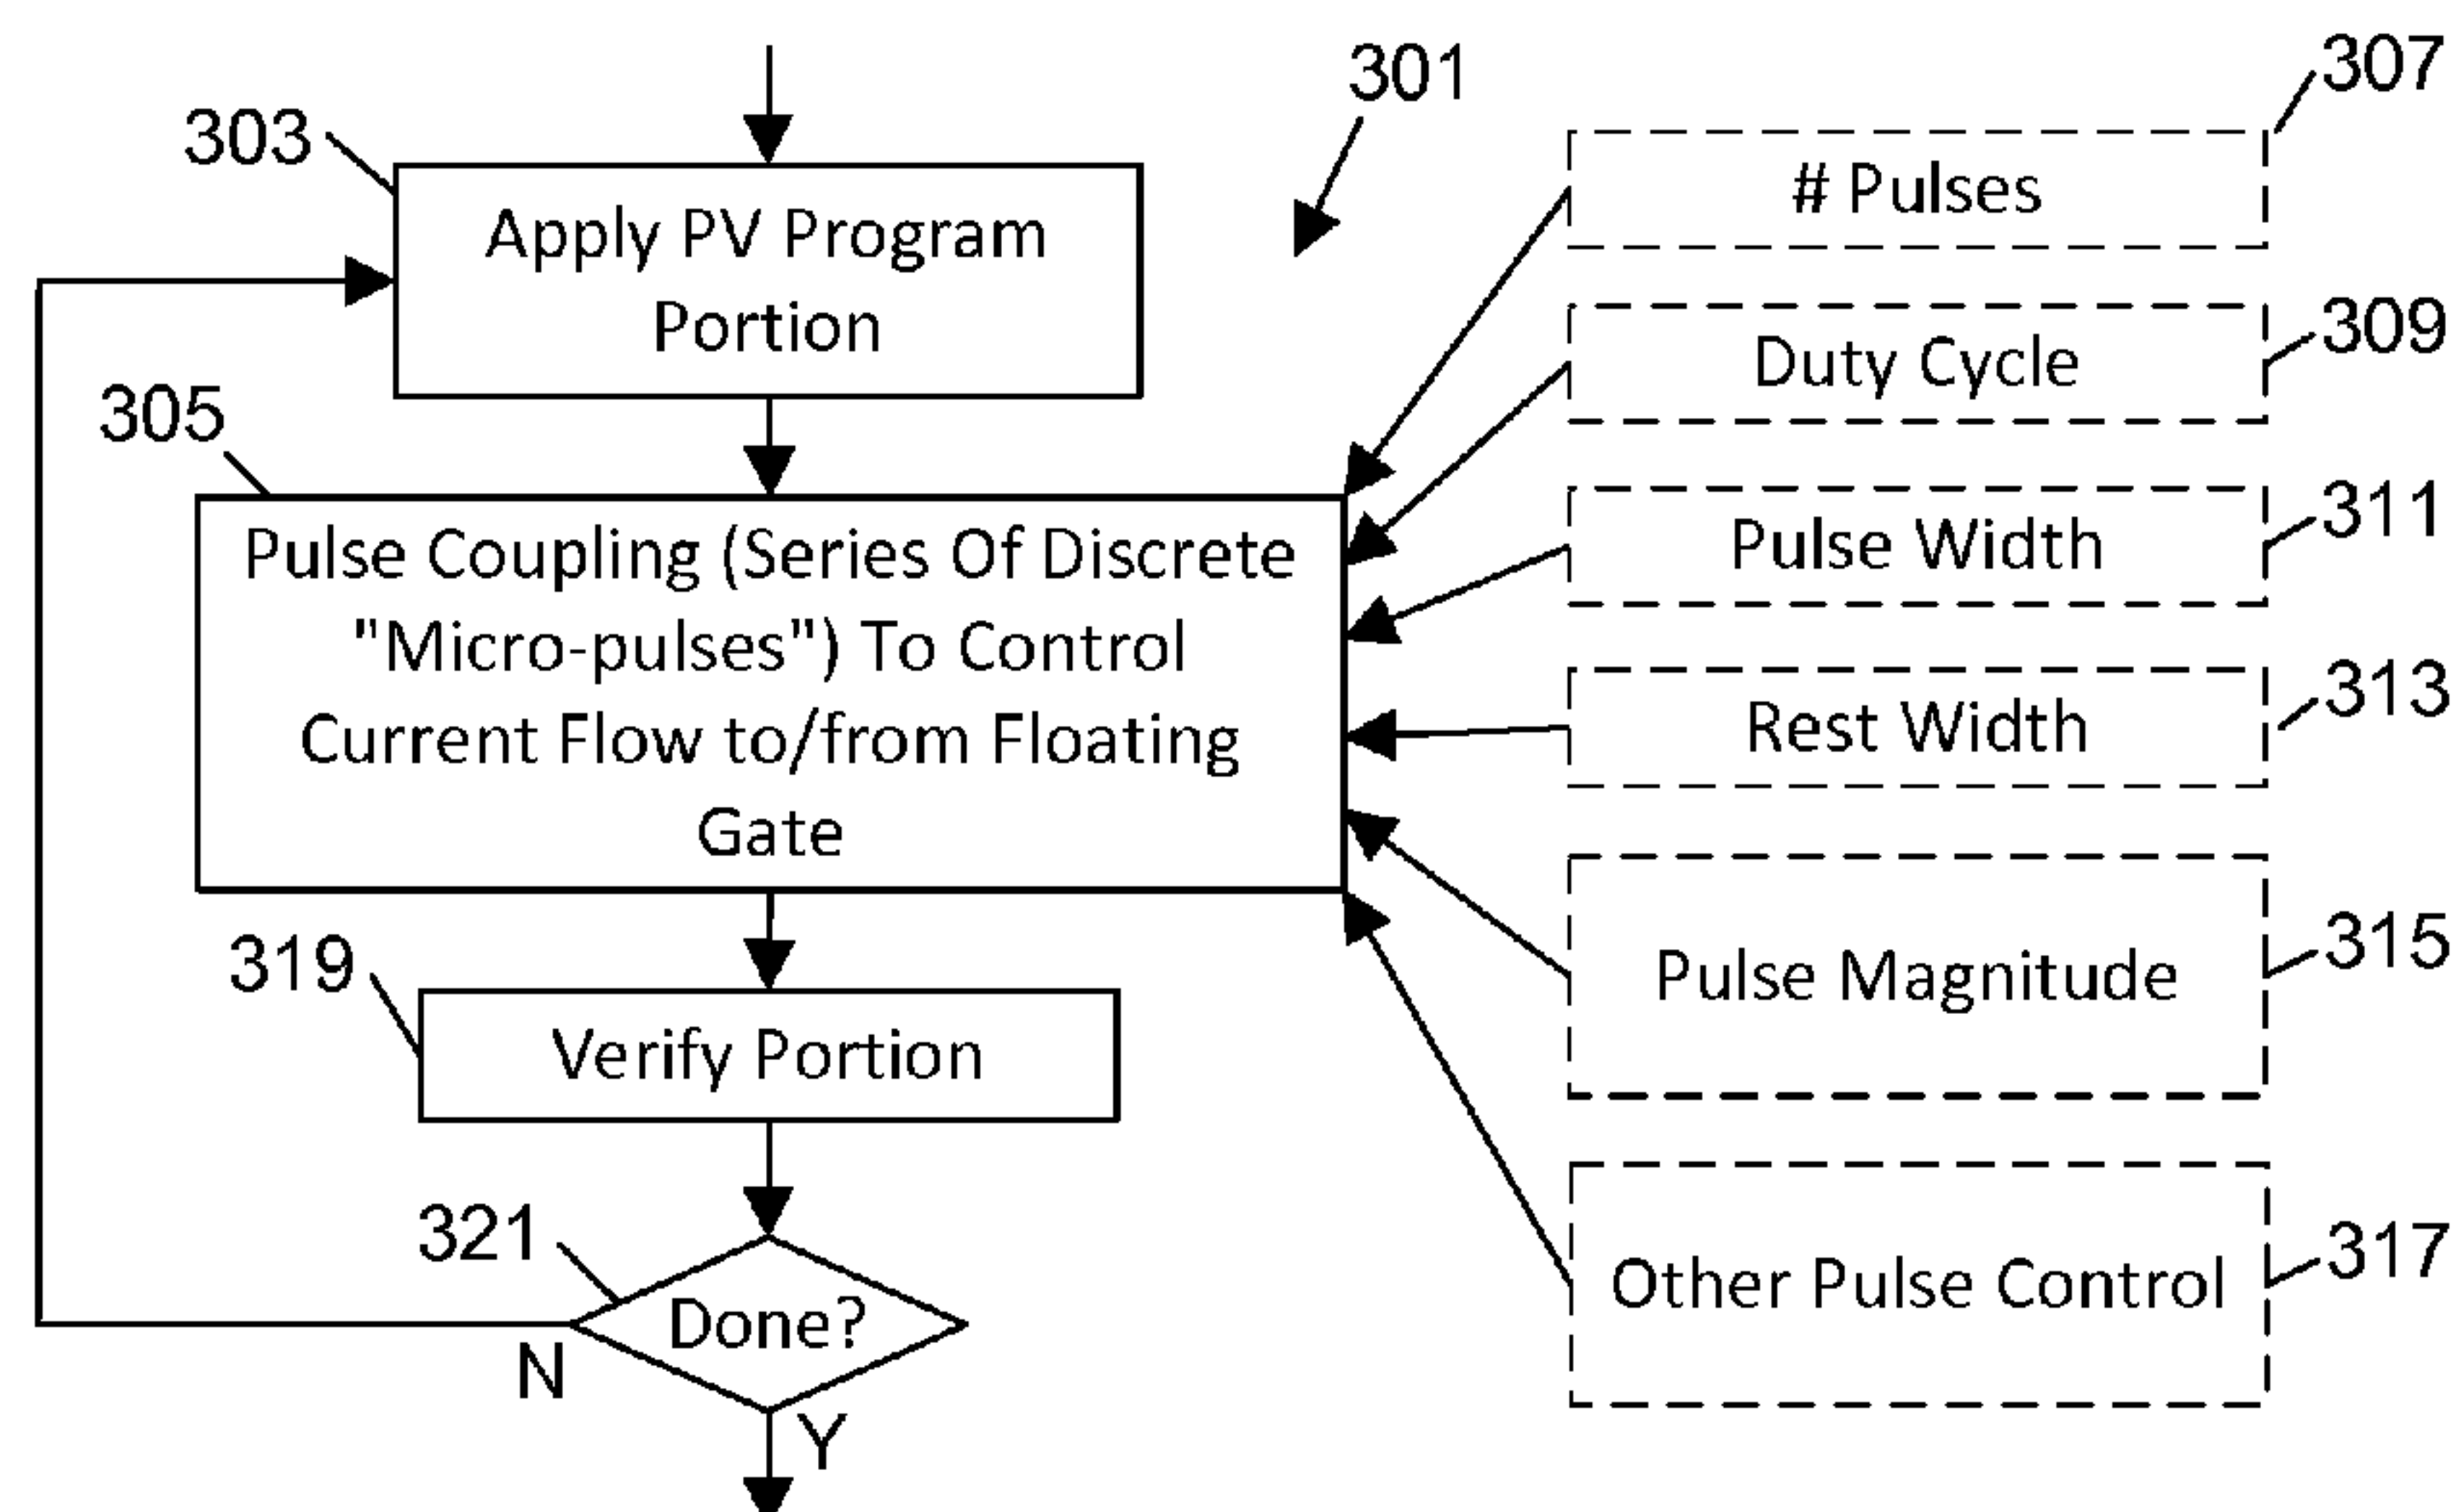 301
307
# Pulses
303
Apply PV Program
Portion
309
Duty Cycle
305
Pulse Coupling (Series Of Discrete
"Micro-pulses") To Control
Current Flow to/from Floating
Gate
311
Pulse Width
313
Rest Width
315
Pulse Magnitude
319
Verify Portion
317
Other Pulse Control
321
Done?
N
Y